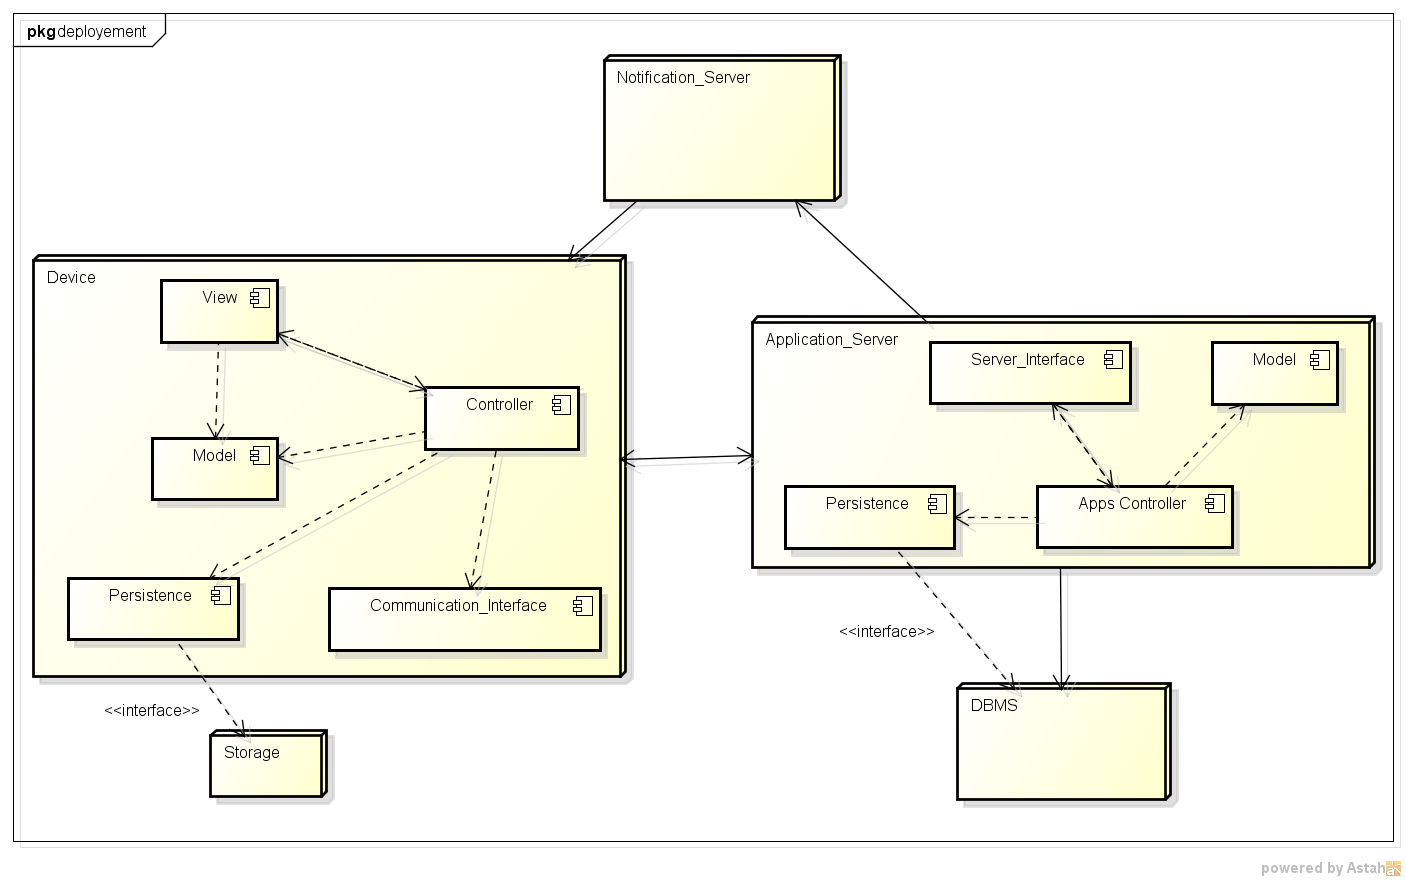 pkg deployement
Notification_Server
Device
View
Controller
Model
Persistence
Communication_Interface
<<interface>>
Storage
Application_Server
Server_Interface
Model
Persistence
Apps Controller
<<interface>>
DBMS
powered by Astah